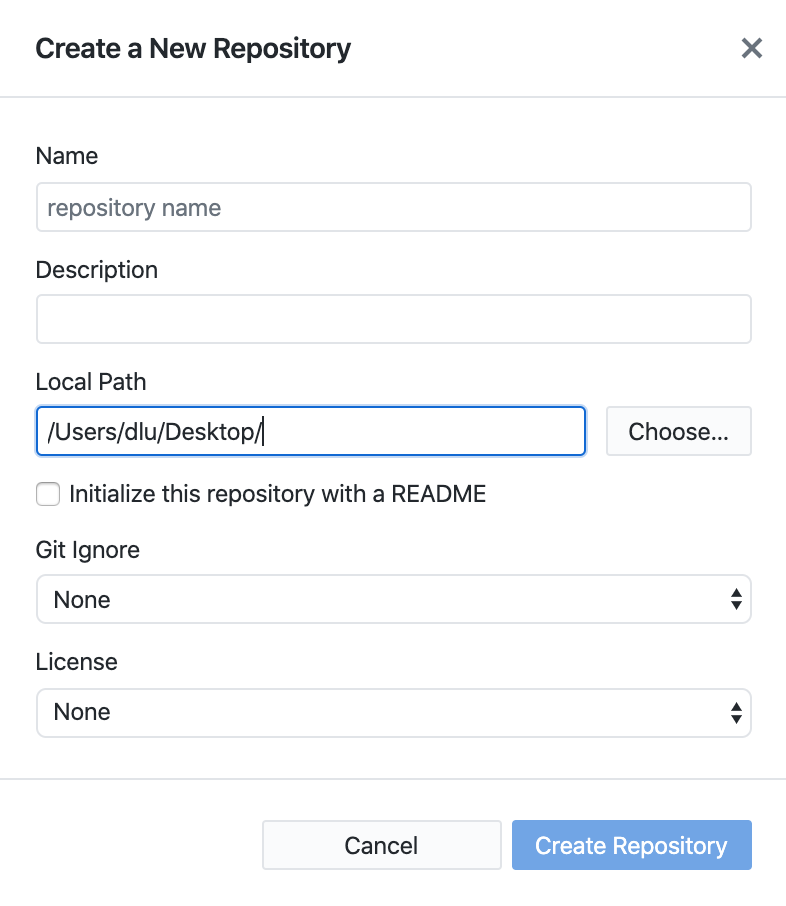 Create a New Repository
Name
repository name
Description
Local Path
/Users/dlu/Desktop/
Choose...
Initialize this repository with a README
Git Ignore
None
License
None
Cancel
Create Repository